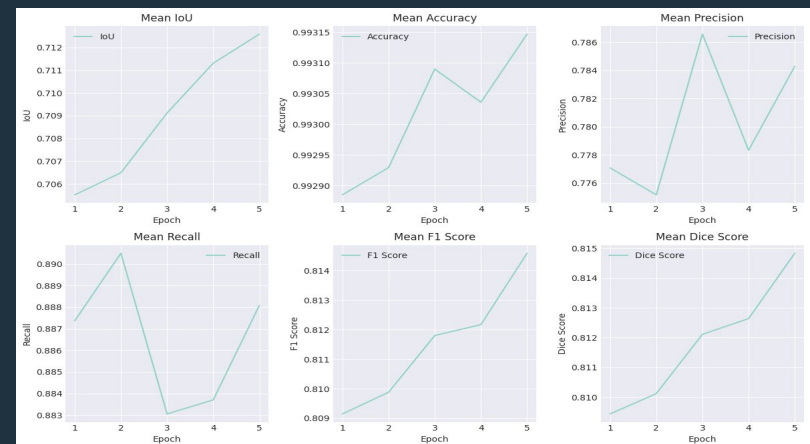 Mean IoU
IoU
0.712
0.711
0.710
0.709
0.708
0.707
0.706
IoU
1 2 3 4 5
Epoch
Mean Accuracy
Accuracy
0.99315
0.99310
0.99305
0.99300
0.99295
0.99290
Accuracy
1 2 3 4 5
Epoch
Mean Precision
Precision
0.786
0.784
0.782
0.780
0.778
0.776
Precision
1 2 3 4 5
Epoch
Mean Recall
Recall
0.890
0.889
0.888
0.887
0.886
0.885
0.884
0.883
Recall
1 2 3 4 5
Epoch
Mean F1 Score
F1 Score
0.814
0.813
0.812
0.811
0.810
0.809
F1 Score
1 2 3 4 5
Epoch
Mean Dice Score
Dice Score
0.815
0.814
0.813
0.812
0.811
0.810
Dice Score
1 2 3 4 5
Epoch